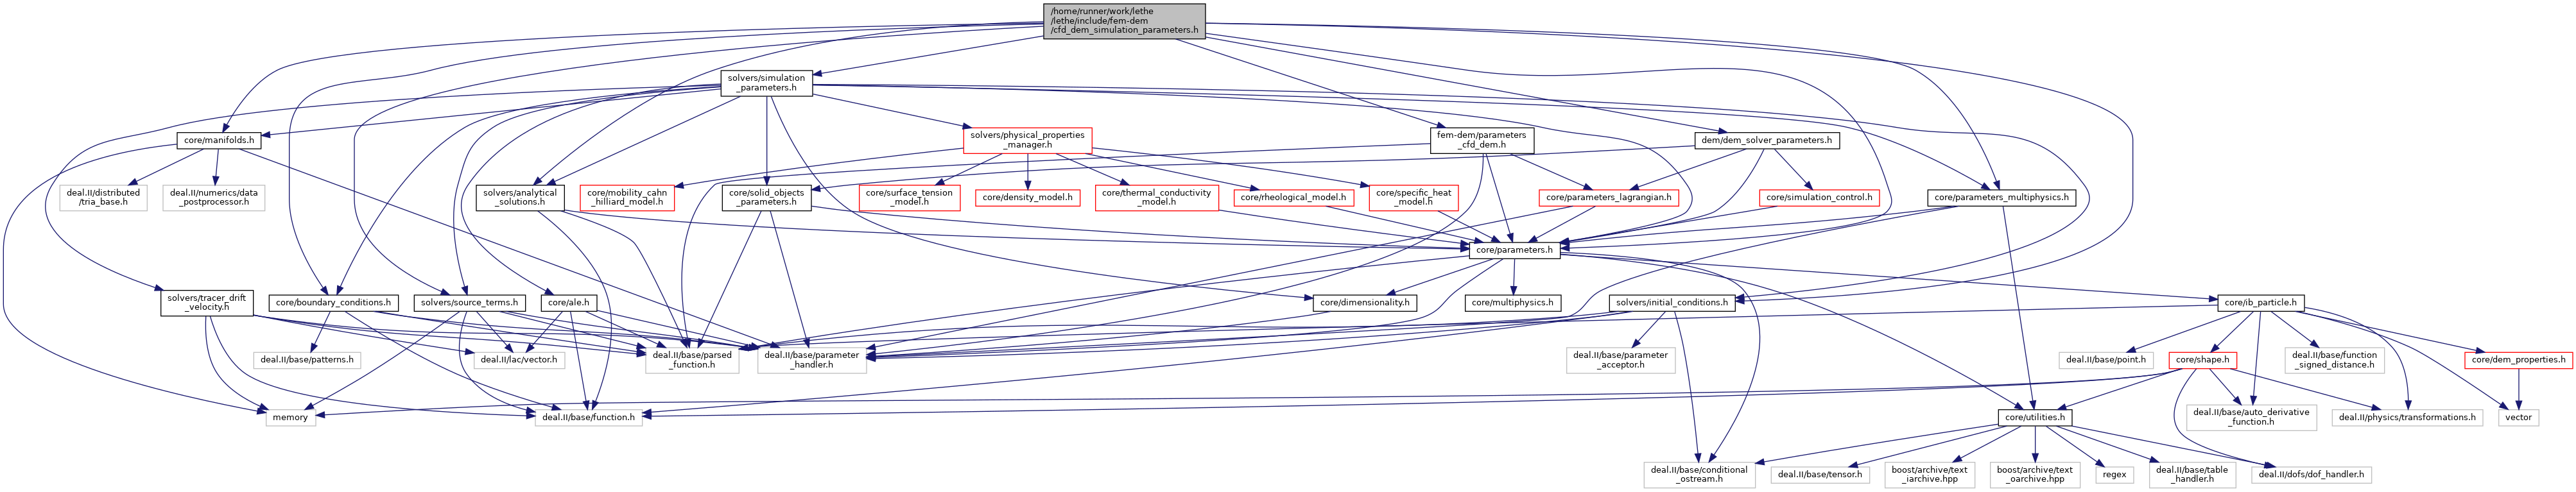 /home/runner/work/lethe
/lethe/include/fem-dem
/cfd_dem_simulation_parameters.h
solvers/simulation
_parameters.h
core/manifolds.h
solvers/physical_properties
_manager.h
fem-dem/parameters
_cfd_dem.h
dem/dem_solver_parameters.h
deal.II/distributed
/tria_base.h
deal.II/numerics/data
_postprocessor.h
solvers/analytical
_solutions.h
core/mobility_cahn
_hilliard_model.h
core/solid_objects
_parameters.h
core/surface_tension
_model.h
core/density_model.h
core/thermal_conductivity
_model.h
core/rheological_model.h
core/specific_heat
_model.h
core/parameters_lagrangian.h
core/simulation_control.h
core/parameters_multiphysics.h
core/parameters.h
solvers/tracer_drift
_velocity.h
core/boundary_conditions.h
solvers/source_terms.h
core/ale.h
core/dimensionality.h
core/multiphysics.h
solvers/initial_conditions.h
core/ib_particle.h
deal.II/base/patterns.h
deal.II/lac/vector.h
deal.II/base/parsed
_function.h
deal.II/base/parameter
_handler.h
deal.II/base/parameter
_acceptor.h
deal.II/base/point.h
core/shape.h
deal.II/base/function
_signed_distance.h
core/dem_properties.h
memory
deal.II/base/function.h
core/utilities.h
deal.II/base/auto_derivative
_function.h
deal.II/physics/transformations.h
vector
deal.II/base/conditional
_ostream.h
deal.II/base/tensor.h
boost/archive/text
_iarchive.hpp
boost/archive/text
_oarchive.hpp
regex
deal.II/base/table
_handler.h
deal.II/dofs/dof_handler.h